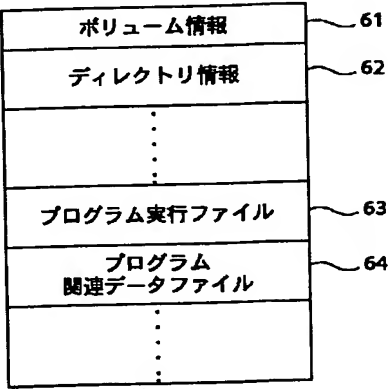 ボリューム情報 61
ディレクトリ情報 62
プログラム実行ファイル 63
プログラム 64
関連データファイル